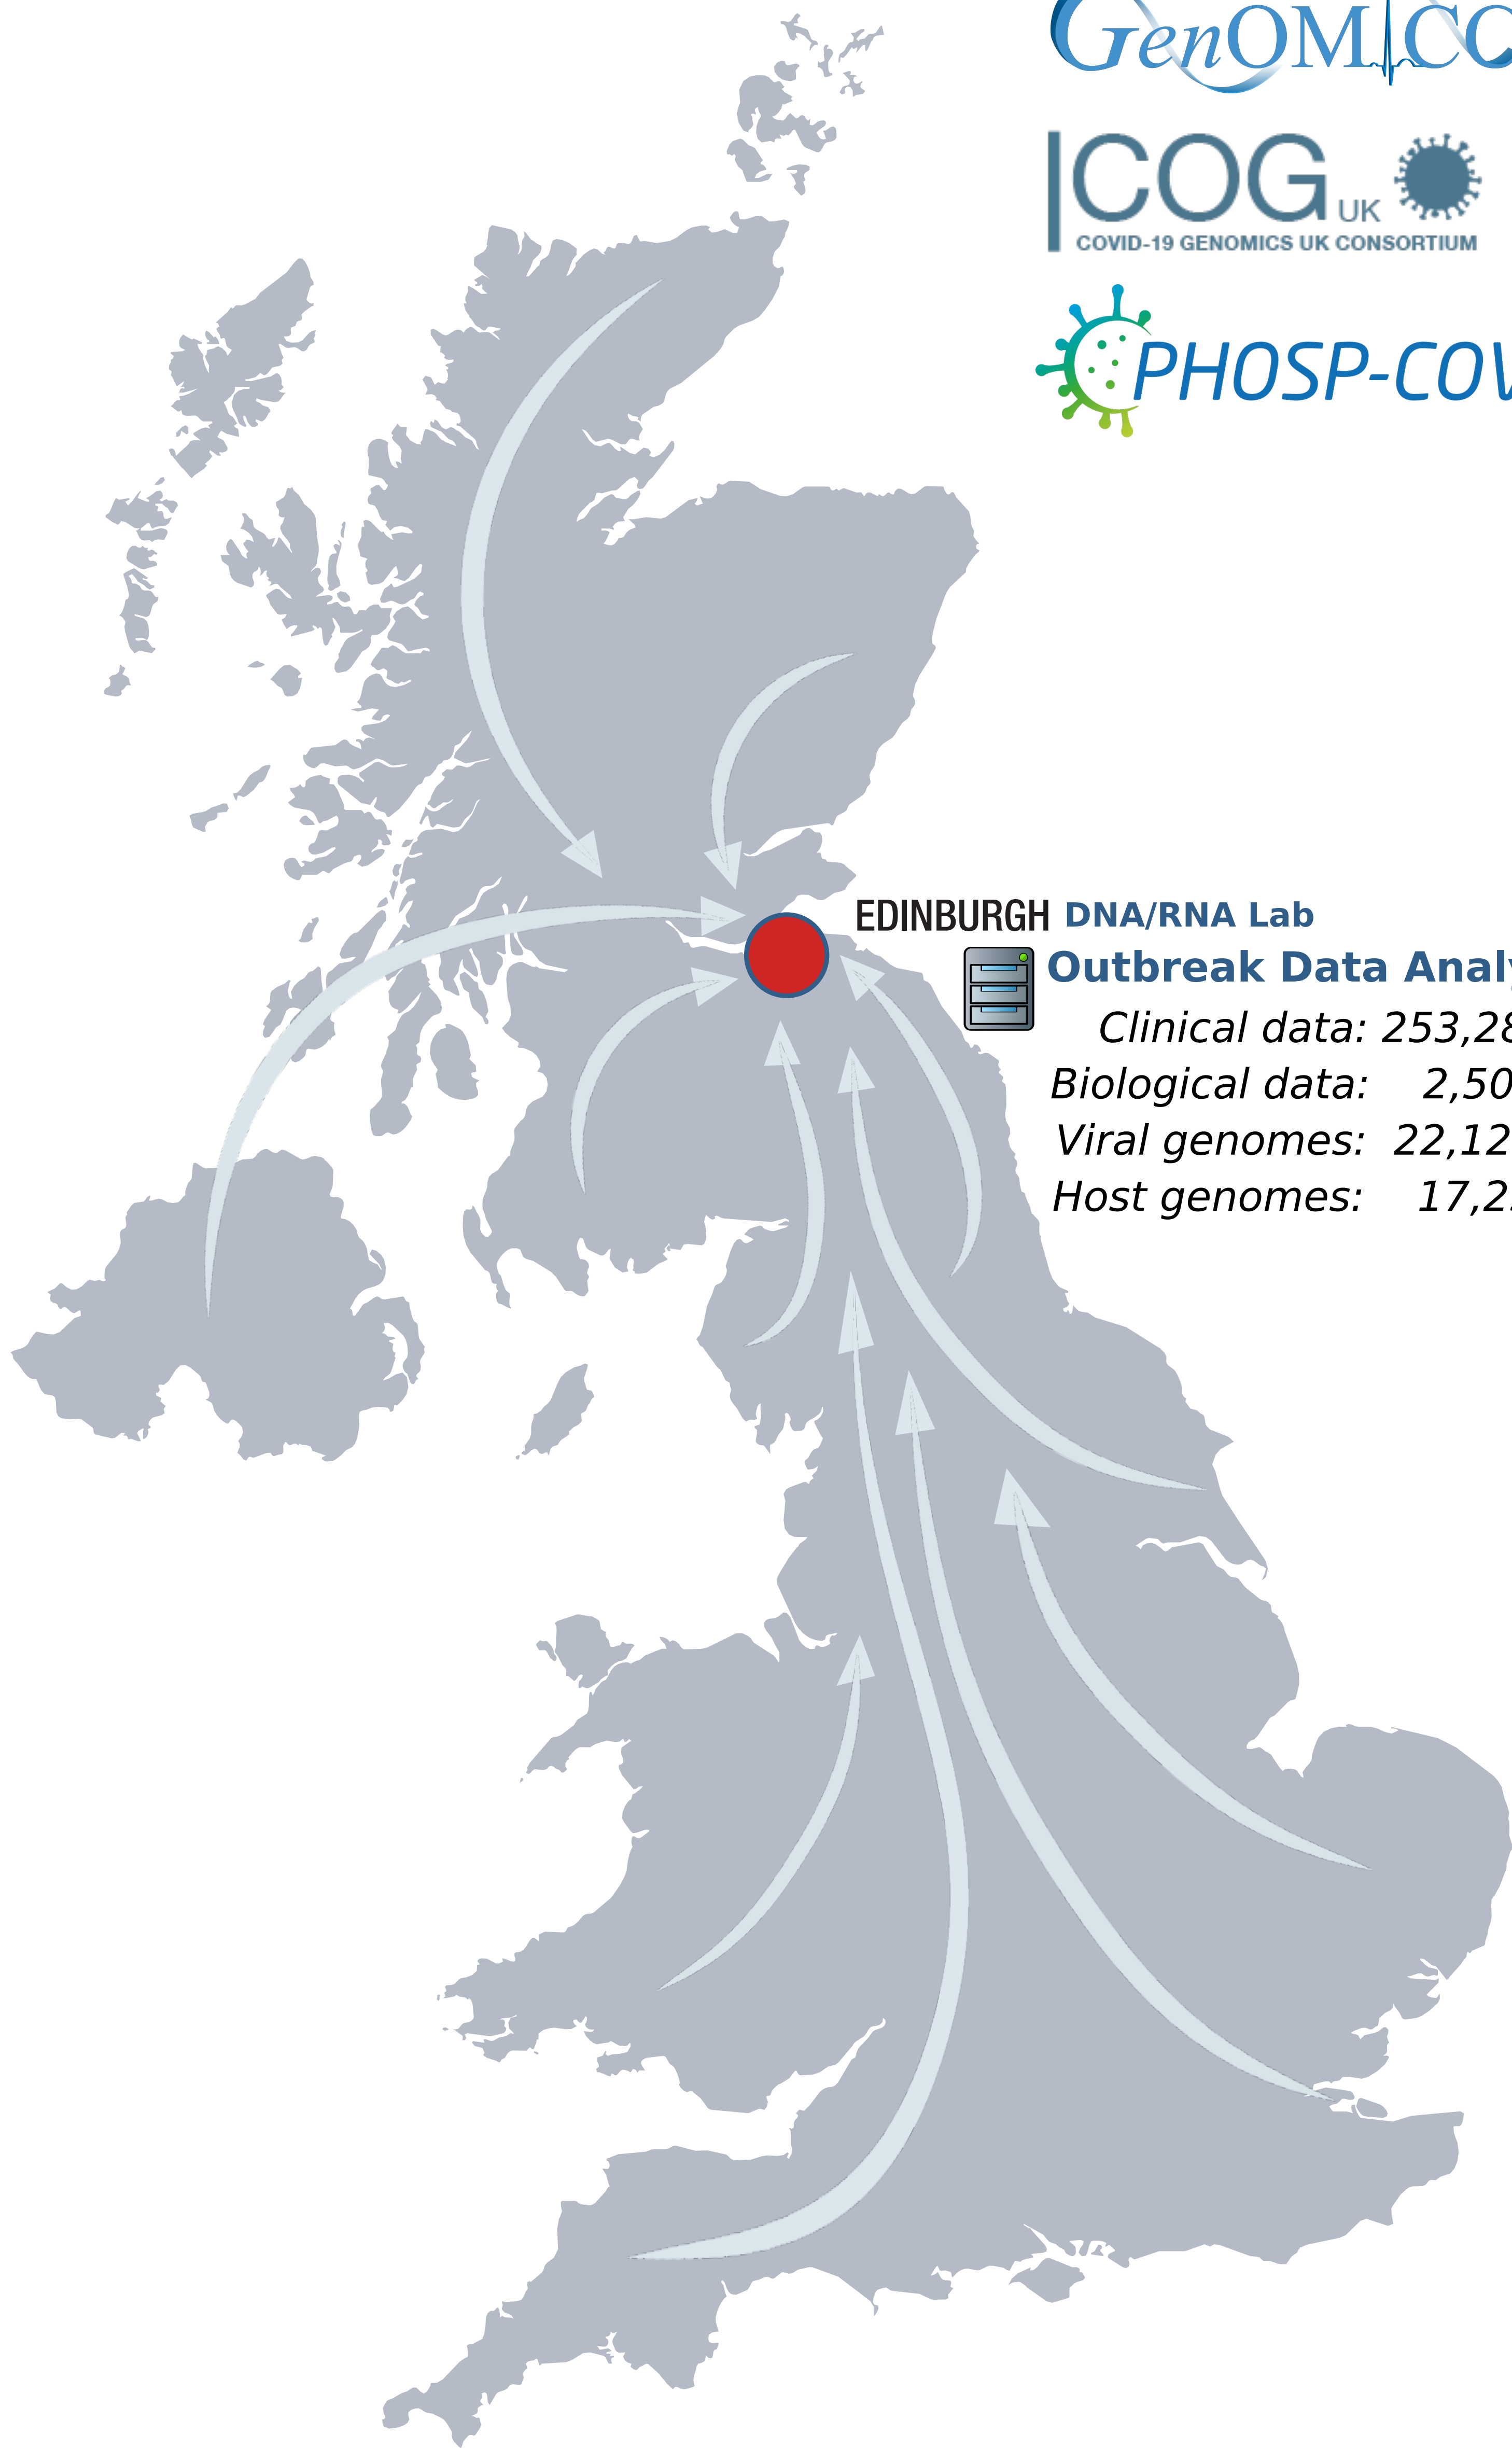 GenOMICC
COG UK
COVID-19 GENOMICS UK CONSORTIUM
PHOSP-COV
EDINBURGH DNA/RNA Lab
Outbreak Data Analy
Clinical data: 253,28
Biological data: 2,50
Viral genomes: 22,12
Host genomes: 17,2